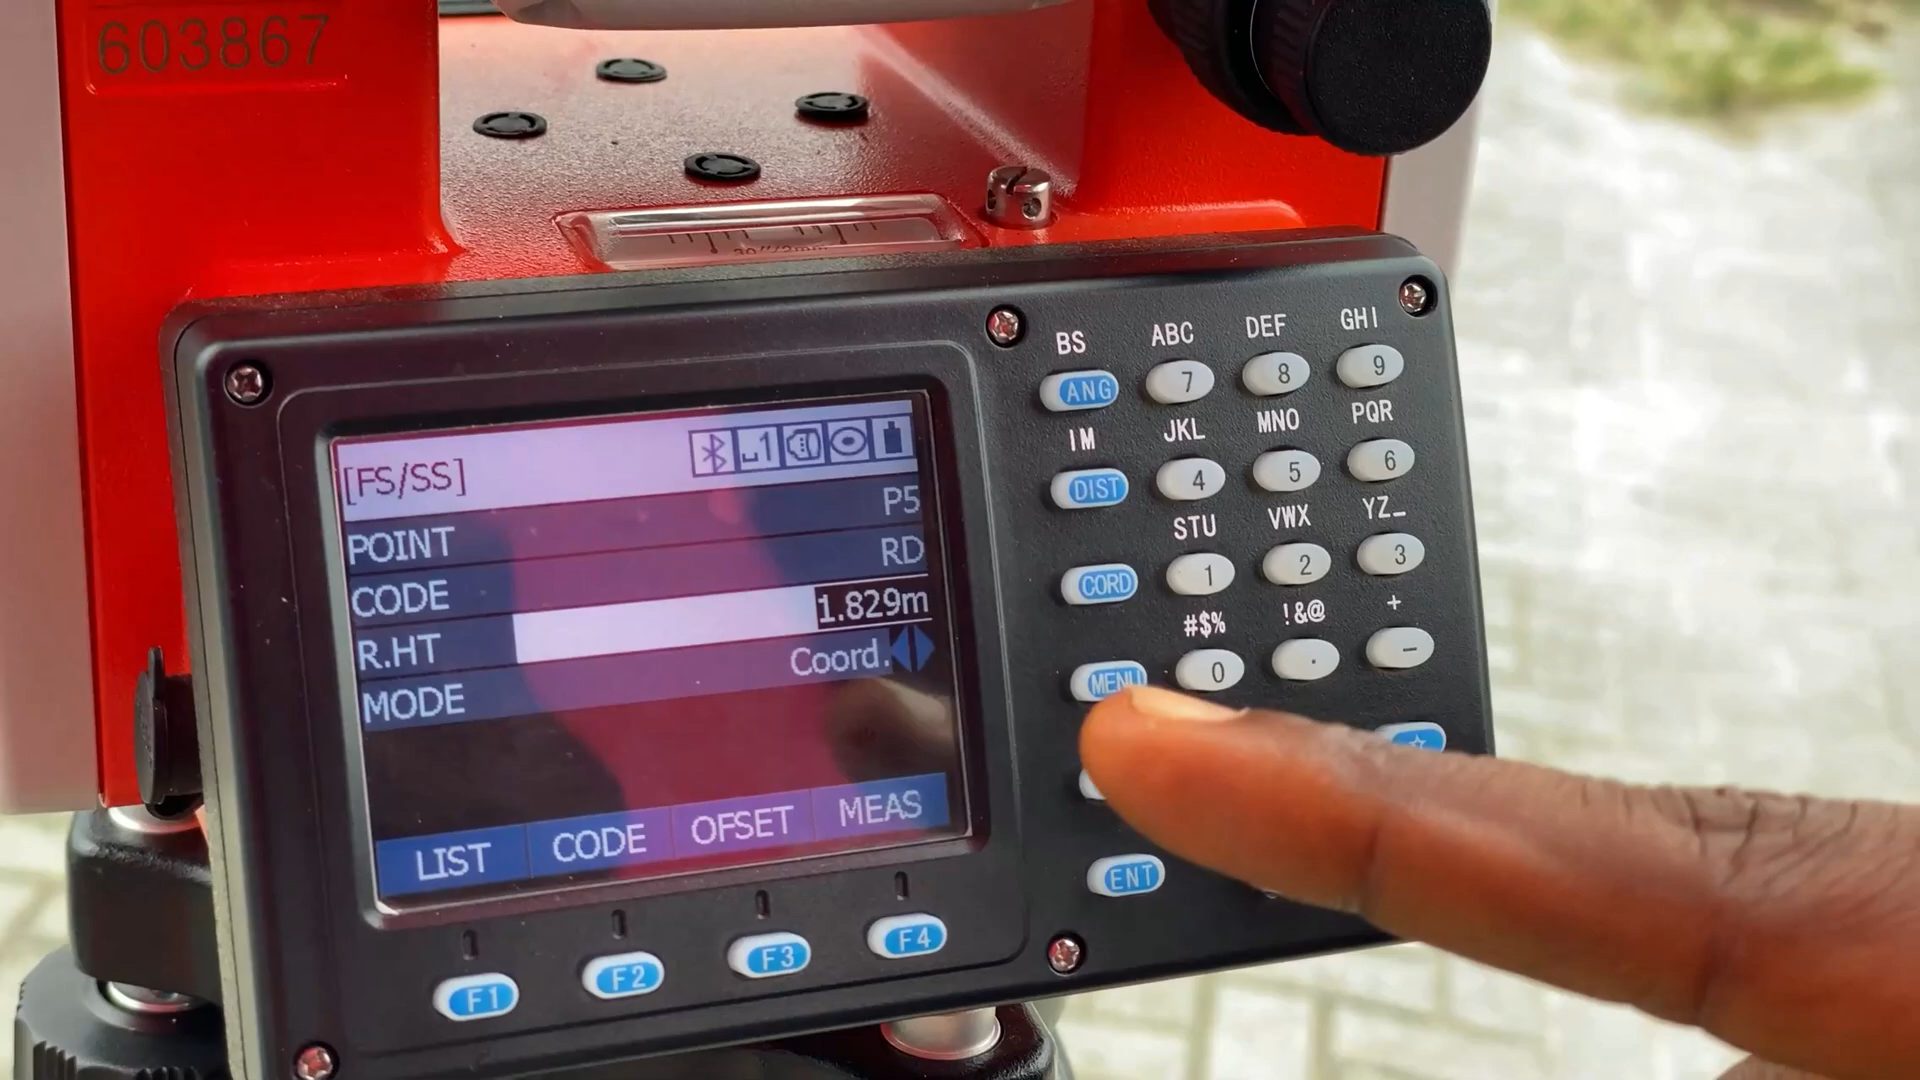 603867
30"/2mm
[FS/SS]
POINT P5
CODE RD
R.HT 1.829m
MODE Coord.
LIST CODE OFSET MEAS
F1 F2 F3 F4
BS ABC DEF GHI
ANG 7 8 9
IM JKL MNO PQR
DIST 4 5 6
STU VWX YZ_
CORD 1 2 3
#$% !&@ +
MENU 0 . -
ENT